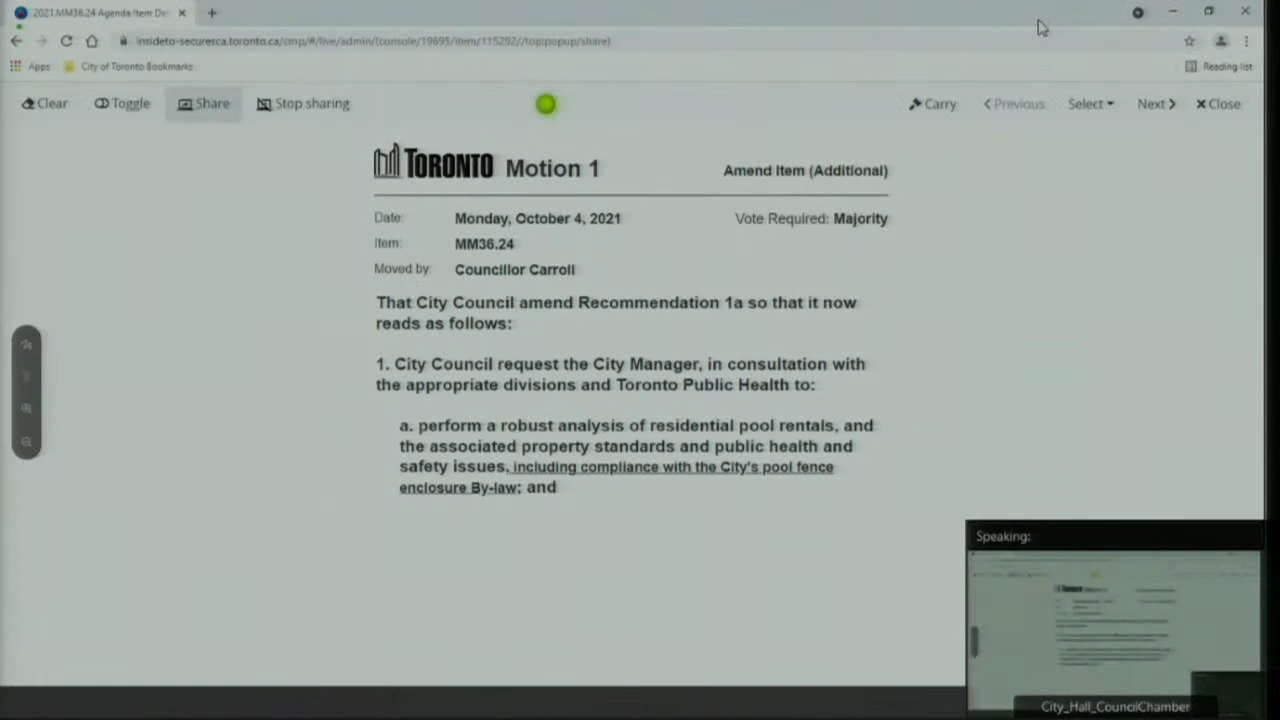 2021.MM36.24 Agenda Item De
insideto-securesca.toronto.ca/cmp/#/live/admin/(console/19695/item/115292//top:popup/share)
Apps City of Toronto Bookmarks Reading list
Clear Toggle Share Stop sharing Carry Previous Select Next Close
TORONTO Motion 1 Amend Item (Additional)
Date: Monday, October 4, 2021 Vote Required: Majority
Item: MM36.24
Moved by: Councillor Carroll
That City Council amend Recommendation 1a so that it now
reads as follows:
1. City Council request the City Manager, in consultation with
the appropriate divisions and Toronto Public Health to:
a. perform a robust analysis of residential pool rentals, and
the associated property standards and public health and
safety issues, including compliance with the City's pool fence
enclosure By-law; and
Speaking:
City_Hall_CouncilChamber